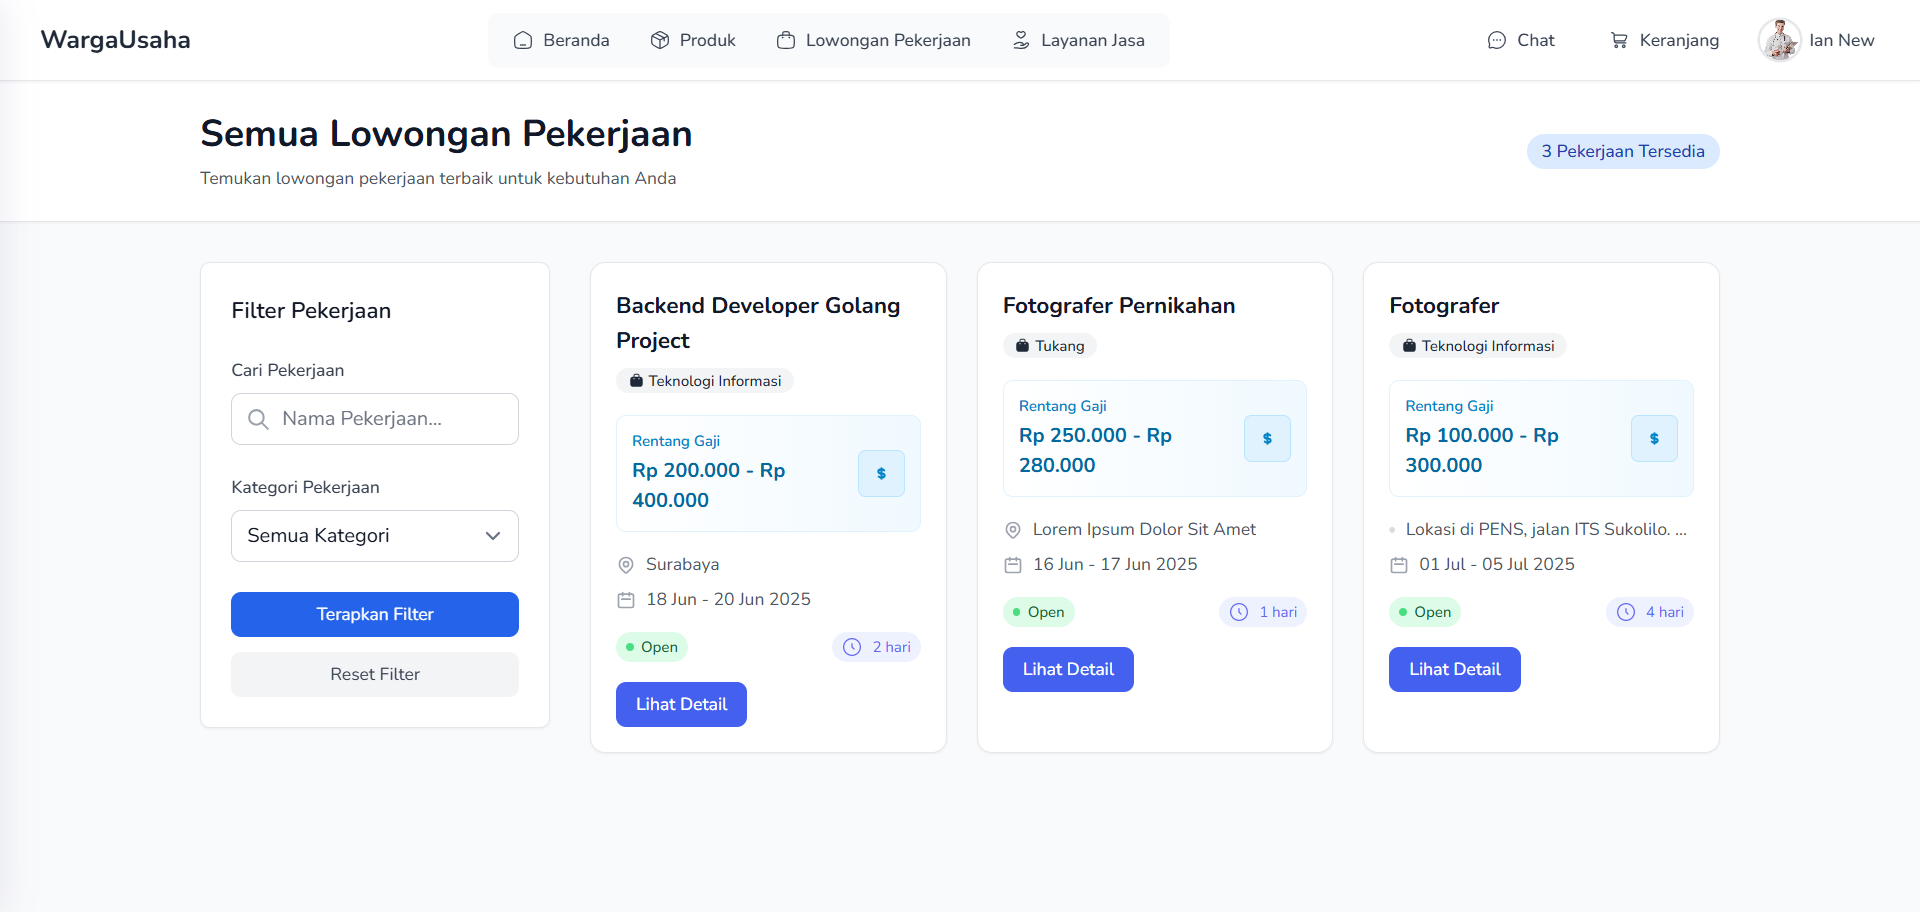 WargaUsaha
Beranda
Produk
Lowongan Pekerjaan
Layanan Jasa
Chat
Keranjang
Ian New
Semua Lowongan Pekerjaan
Temukan lowongan pekerjaan terbaik untuk kebutuhan Anda
3 Pekerjaan Tersedia
Filter Pekerjaan
Cari Pekerjaan
Nama Pekerjaan...
Kategori Pekerjaan
Semua Kategori
Terapkan Filter
Reset Filter
Backend Developer Golang
Project
Teknologi Informasi
Rentang Gaji
Rp 200.000 - Rp
400.000
$
Surabaya
18 Jun - 20 Jun 2025
Open
2 hari
Lihat Detail
Fotografer Pernikahan
Tukang
Rentang Gaji
Rp 250.000 - Rp
280.000
$
Lorem Ipsum Dolor Sit Amet
16 Jun - 17 Jun 2025
Open
1 hari
Lihat Detail
Fotografer
Teknologi Informasi
Rentang Gaji
Rp 100.000 - Rp
300.000
$
Lokasi di PENS, jalan ITS Sukolilo. ...
01 Jul - 05 Jul 2025
Open
4 hari
Lihat Detail